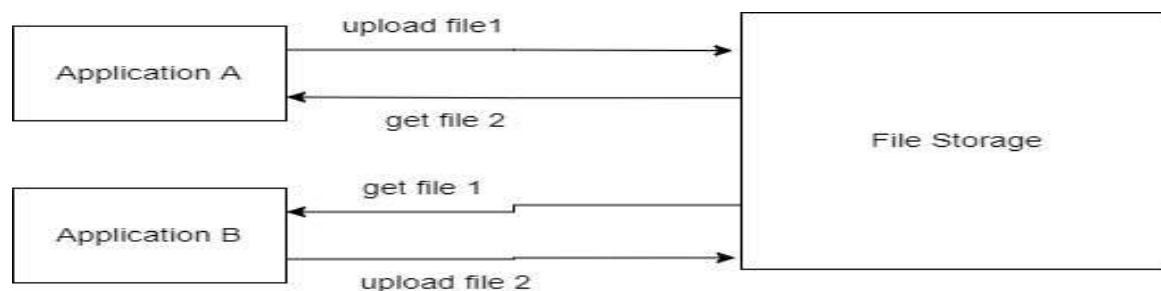 upload file1
Application A
get file 2
File Storage
get file 1
Application B
upload file 2